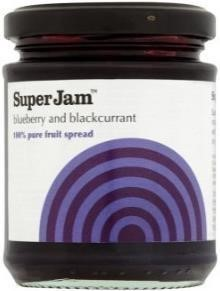 SuperJam™
blueberry and blackcurrant
100% pure fruit spread